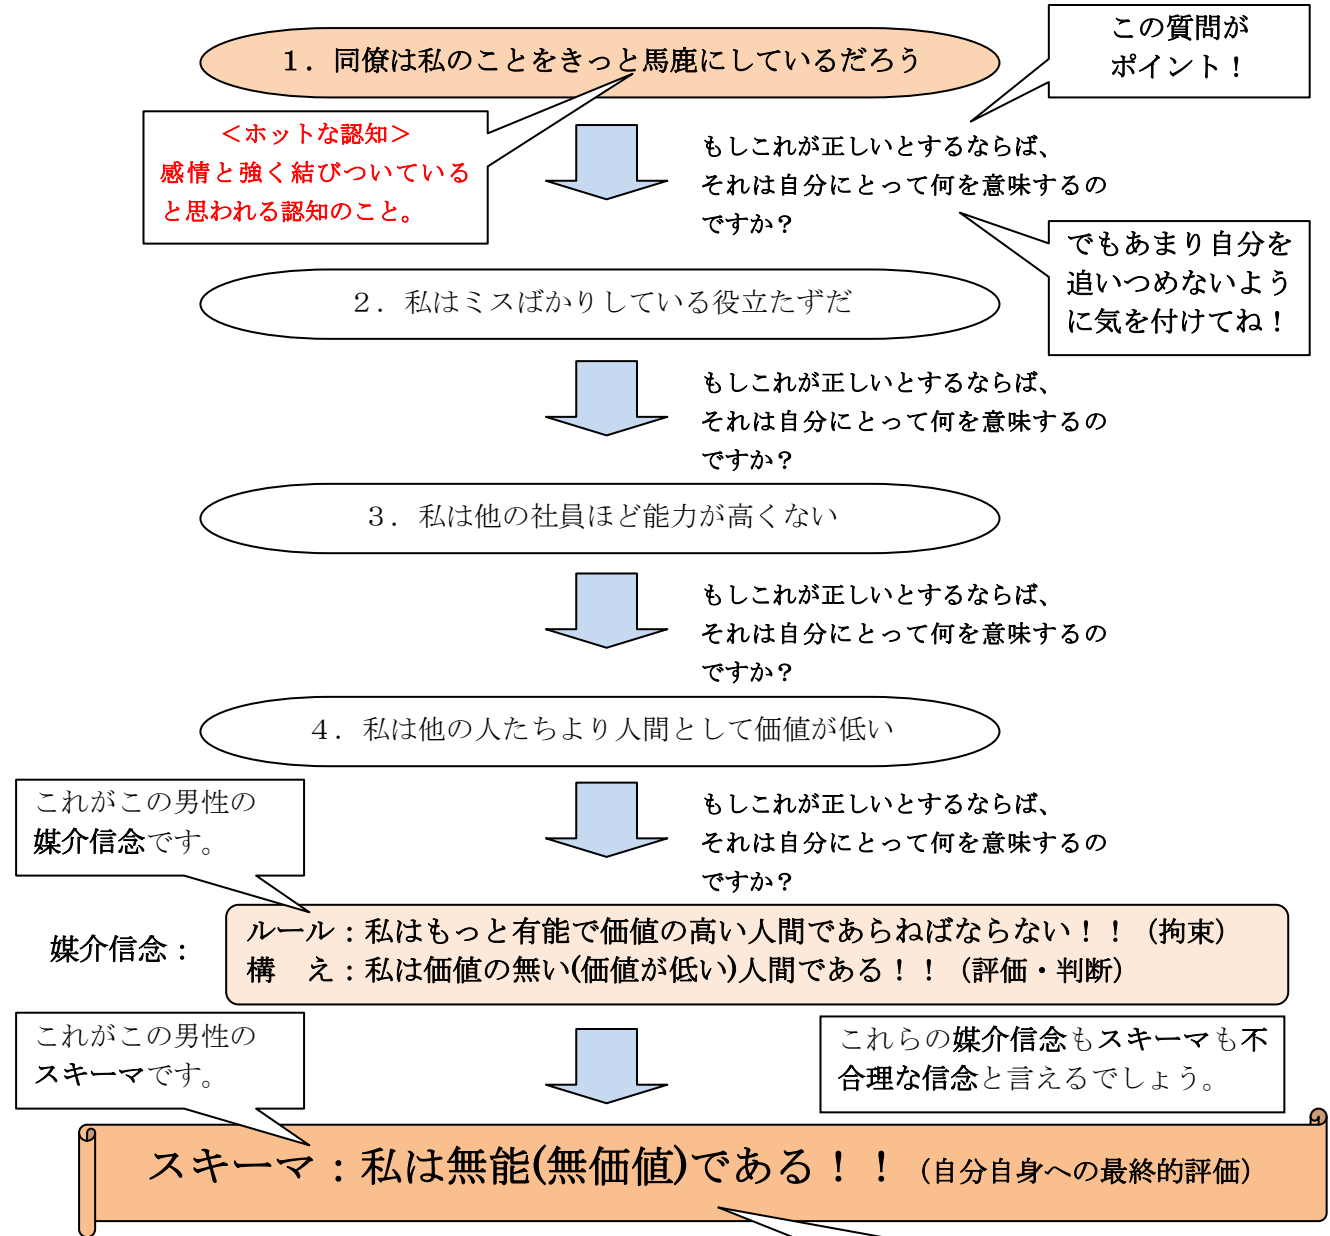 この質問が
ポイント！
１．同僚は私のことをきっと馬鹿にしているだろう
＜ホットな認知＞
感情と強く結びついている
と思われる認知のこと。
もしこれが正しいとするならば、
それは自分にとって何を意味するの
ですか？
でもあまり自分を
追いつめないよう
に気を付けてね！
２．私はミスばかりしている役立たずだ
もしこれが正しいとするならば、
それは自分にとって何を意味するの
ですか？
３．私は他の社員ほど能力が高くない
もしこれが正しいとするならば、
それは自分にとって何を意味するの
ですか？
４．私は他の人たちより人間として価値が低い
これがこの男性の
媒介信念です。
もしこれが正しいとするならば、
それは自分にとって何を意味するの
ですか？
媒介信念：
ルール：私はもっと有能で価値の高い人間であらねばならない！！（拘束）
構　え：私は価値の無い(価値が低い)人間である！！（評価・判断）
これがこの男性の
スキーマです。
これらの媒介信念もスキーマも不
合理な信念と言えるでしょう。
スキーマ：私は無能(無価値)である！！（自分自身への最終的評価）